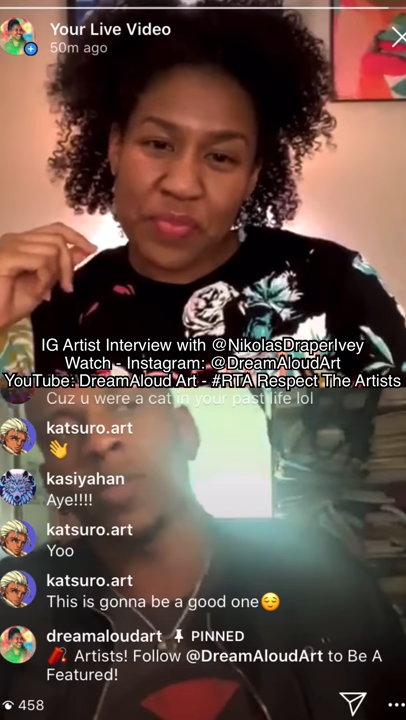 Your Live Video
50m ago
IG Artist Interview with @NikolasDraperIvey
Watch - Instagram: @DreamAloudArt
YouTube: DreamAloud Art - #RTA Respect The Artists
Cuz u were a cat in your past life lol
katsuro.art
👋
kasiyahan
Aye!!!!
katsuro.art
Yoo
katsuro.art
This is gonna be a good one😌
dreamaloudart PINNED
🧨 Artists! Follow @DreamAloudArt to Be A
Featured!
458